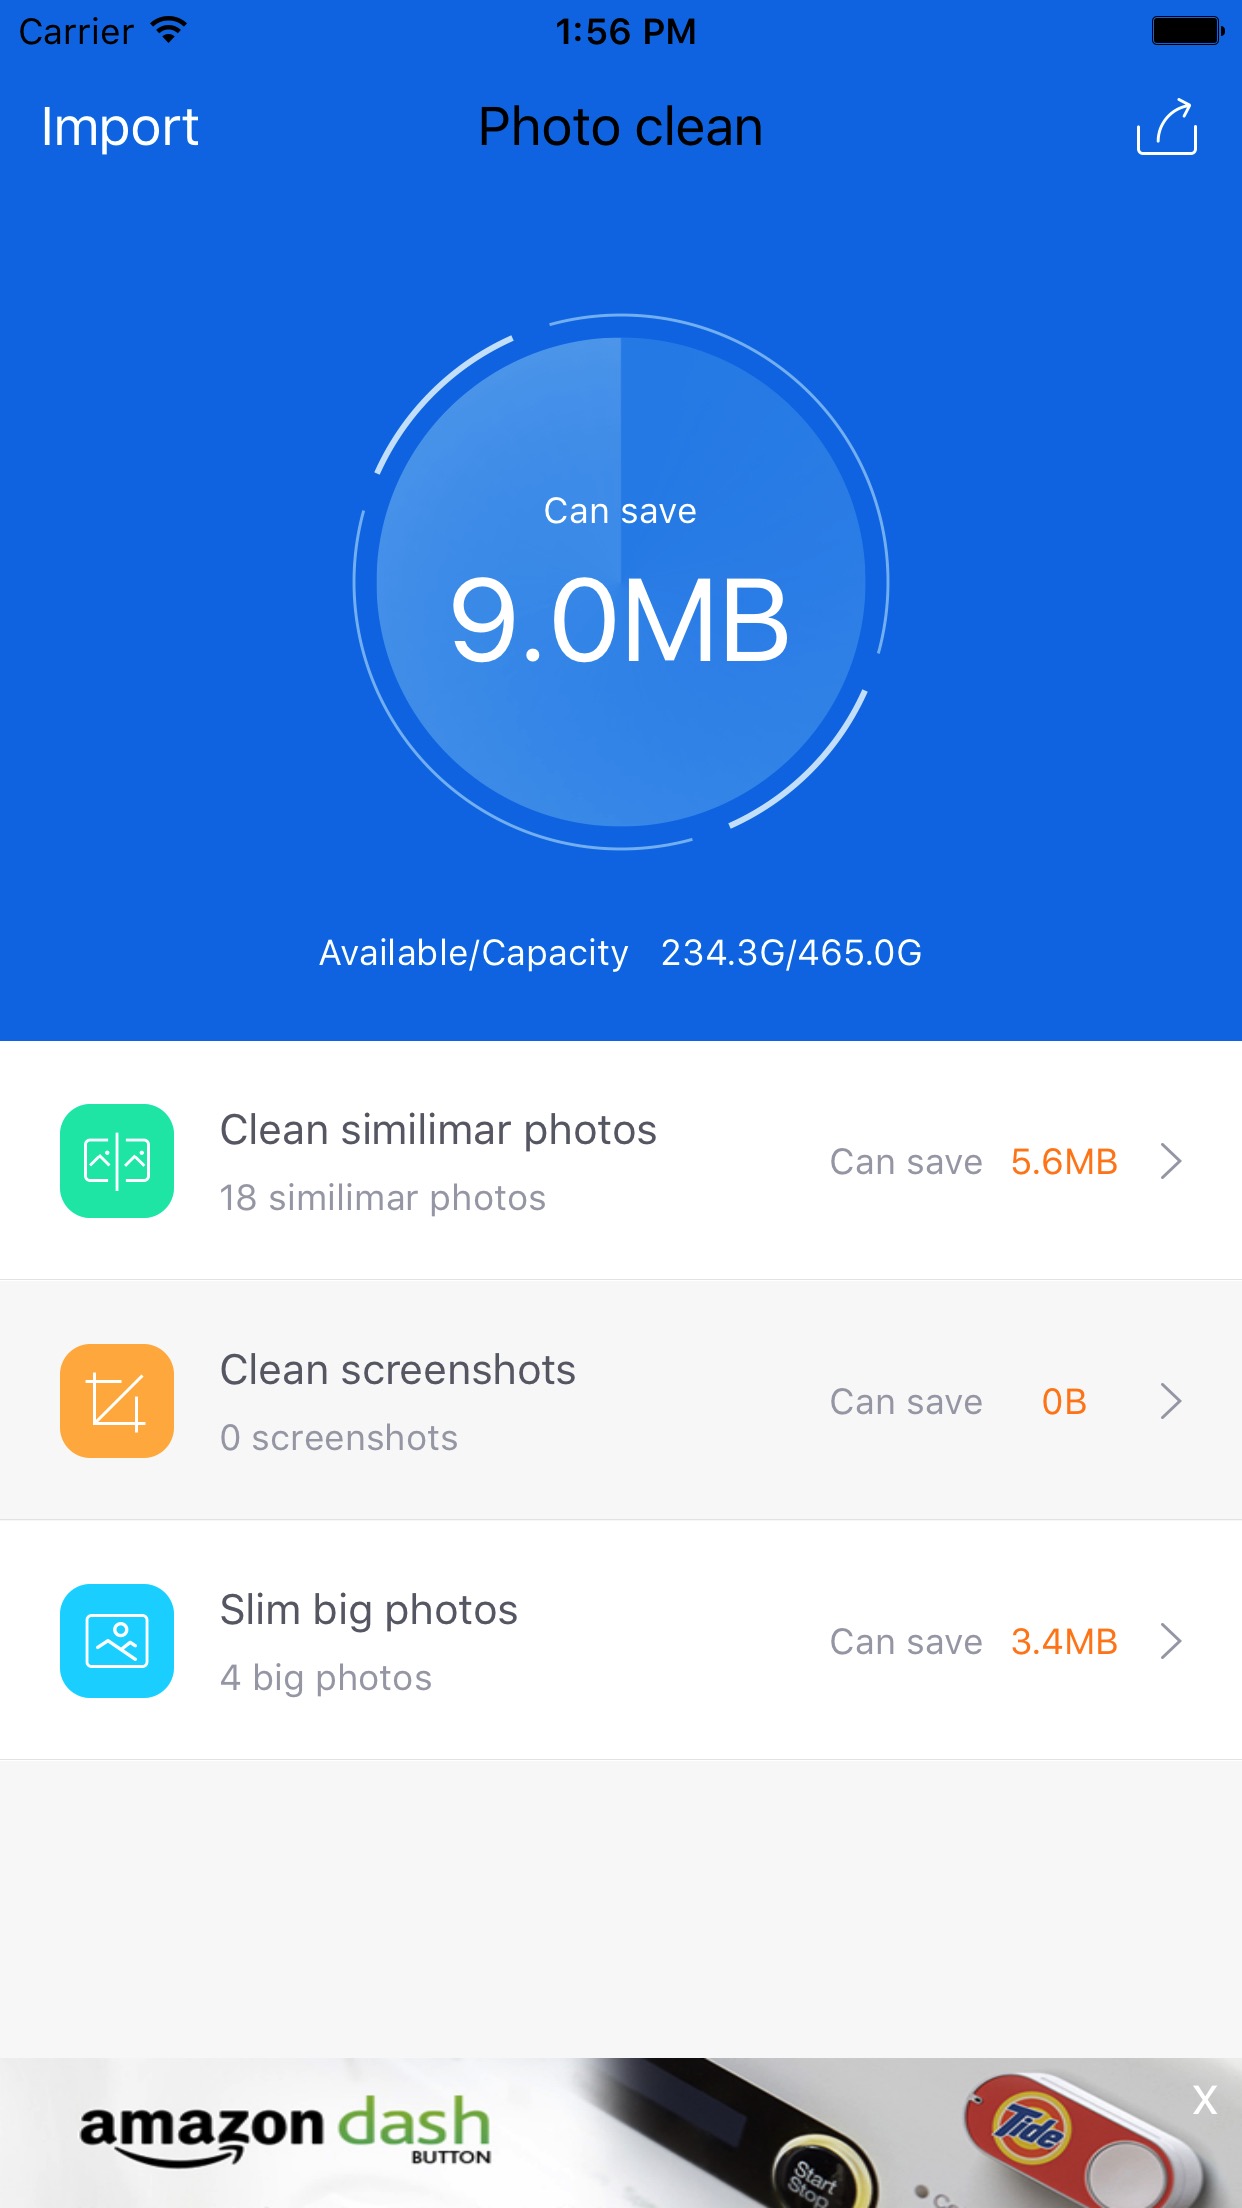 Carrier 1:56 PM
Import Photo clean
Can save
9.0MB
Available/Capacity 234.3G/465.0G
Clean similimar photos
18 similimar photos
Can save 5.6MB
Clean screenshots
0 screenshots
Can save 0B
Slim big photos
4 big photos
Can save 3.4MB
amazon dash
BUTTON
Start
Stop
Tide
X